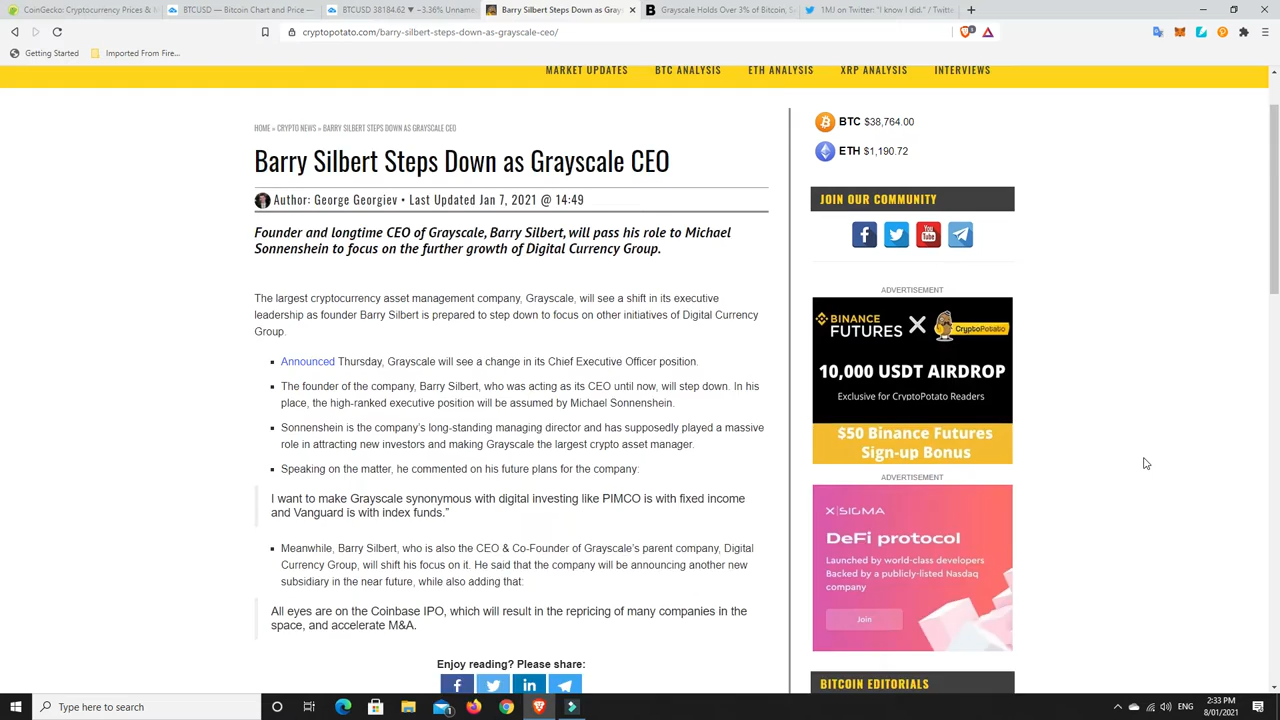 CoinGecko: Cryptocurrency Prices &
BTCUSD — Bitcoin Chart and Price —
BTCUSD 38184.62 ▼ +3.36% Unname
Barry Silbert Steps Down as Gray
Grayscale Holds Over 3% of Bitcoin, S
1MJ on Twitter: "I know I did." / Twitte
cryptopotato.com/barry-silbert-steps-down-as-grayscale-ceo/
Getting Started
Imported From Fire...
MARKET UPDATES
BTC ANALYSIS
ETH ANALYSIS
XRP ANALYSIS
INTERVIEWS
HOME » CRYPTO NEWS » BARRY SILBERT STEPS DOWN AS GRAYSCALE CEO
Barry Silbert Steps Down as Grayscale CEO
Author: George Georgiev • Last Updated Jan 7, 2021 @ 14:49
Founder and longtime CEO of Grayscale, Barry Silbert, will pass his role to Michael
Sonnenshein to focus on the further growth of Digital Currency Group.
The largest cryptocurrency asset management company, Grayscale, will see a shift in its executive
leadership as founder Barry Silbert is prepared to step down to focus on other initiatives of Digital Currency
Group.
Announced Thursday, Grayscale will see a change in its Chief Executive Officer position.
The founder of the company, Barry Silbert, who was acting as its CEO until now, will step down. In his
place, the high-ranked executive position will be assumed by Michael Sonnenshein.
Sonnenshein is the company's long-standing managing director and has supposedly played a massive
role in attracting new investors and making Grayscale the largest crypto asset manager.
Speaking on the matter, he commented on his future plans for the company:
I want to make Grayscale synonymous with digital investing like PIMCO is with fixed income
and Vanguard is with index funds."
Meanwhile, Barry Silbert, who is also the CEO & Co-Founder of Grayscale's parent company, Digital
Currency Group, will shift his focus on it. He said that the company will be announcing another new
subsidiary in the near future, while also adding that:
All eyes are on the Coinbase IPO, which will result in the repricing of many companies in the
space, and accelerate M&A.
Enjoy reading? Please share:
BTC $38,764.00
ETH $1,190.72
JOIN OUR COMMUNITY
You
Tube
ADVERTISEMENT
BINANCE
FUTURES
CryptoPotato
10,000 USDT AIRDROP
Exclusive for CryptoPotato Readers
$50 Binance Futures
Sign-up Bonus
ADVERTISEMENT
XSIGMA
DeFi protocol
Launched by world-class developers
Backed by a publicly-listed Nasdaq
company
Join
BITCOIN EDITORIALS
Type here to search
2:33 PM
8/01/2021